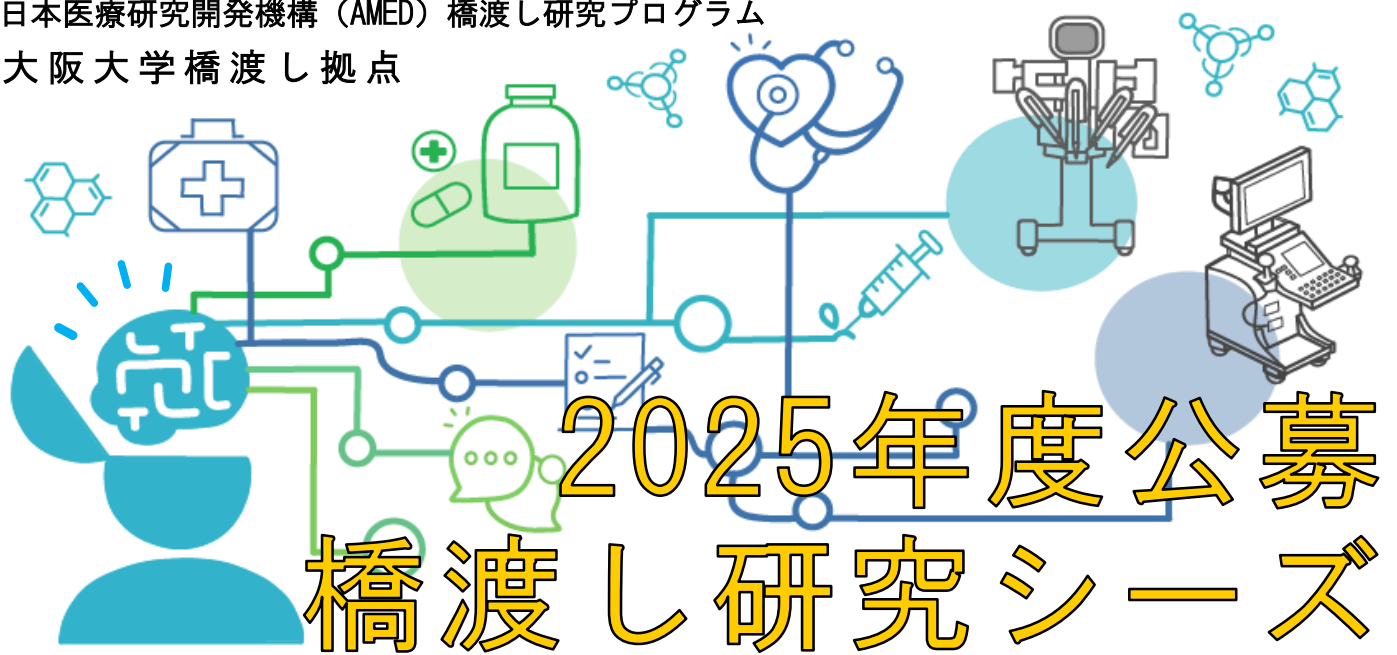 日本医療研究開発機構（AMED）橋渡し研究プログラム
大阪大学橋渡し拠点
2025年度公募
橋渡し研究シーズ